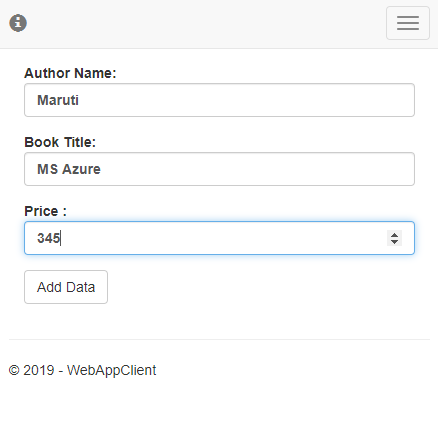 Author Name:
Maruti
Book Title:
MS Azure
Price :
345
Add Data
© 2019 - WebAppClient